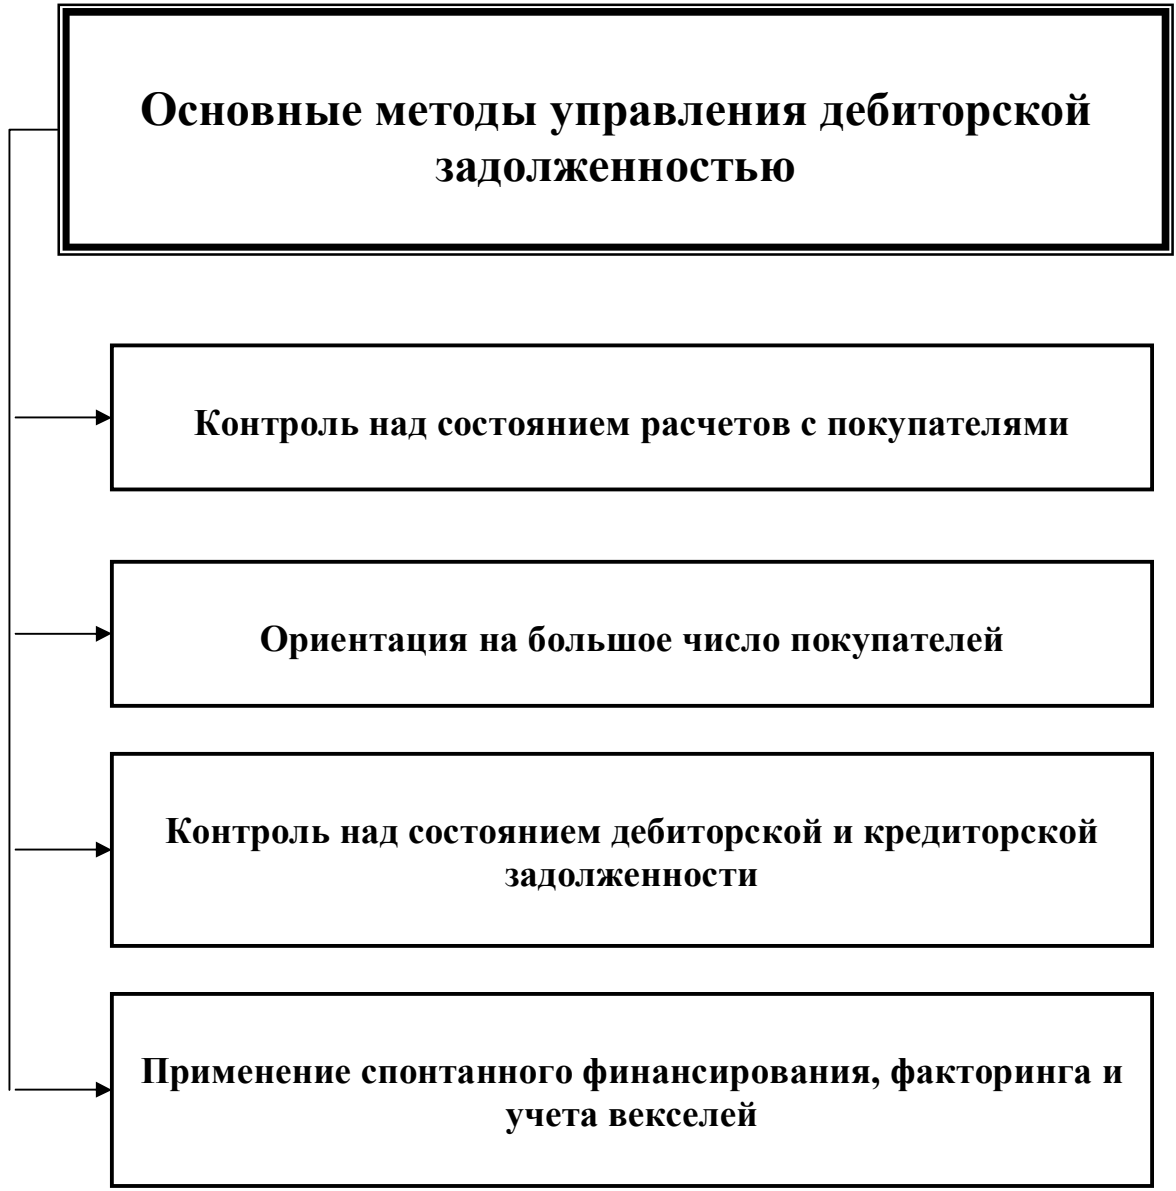 Основные методы управления дебиторской
задолженностью
Контроль над состоянием расчетов с покупателями
Ориентация на большое число покупателей
Контроль над состоянием дебиторской и кредиторской
задолженности
Применение спонтанного финансирования, факторинга и
учета векселей